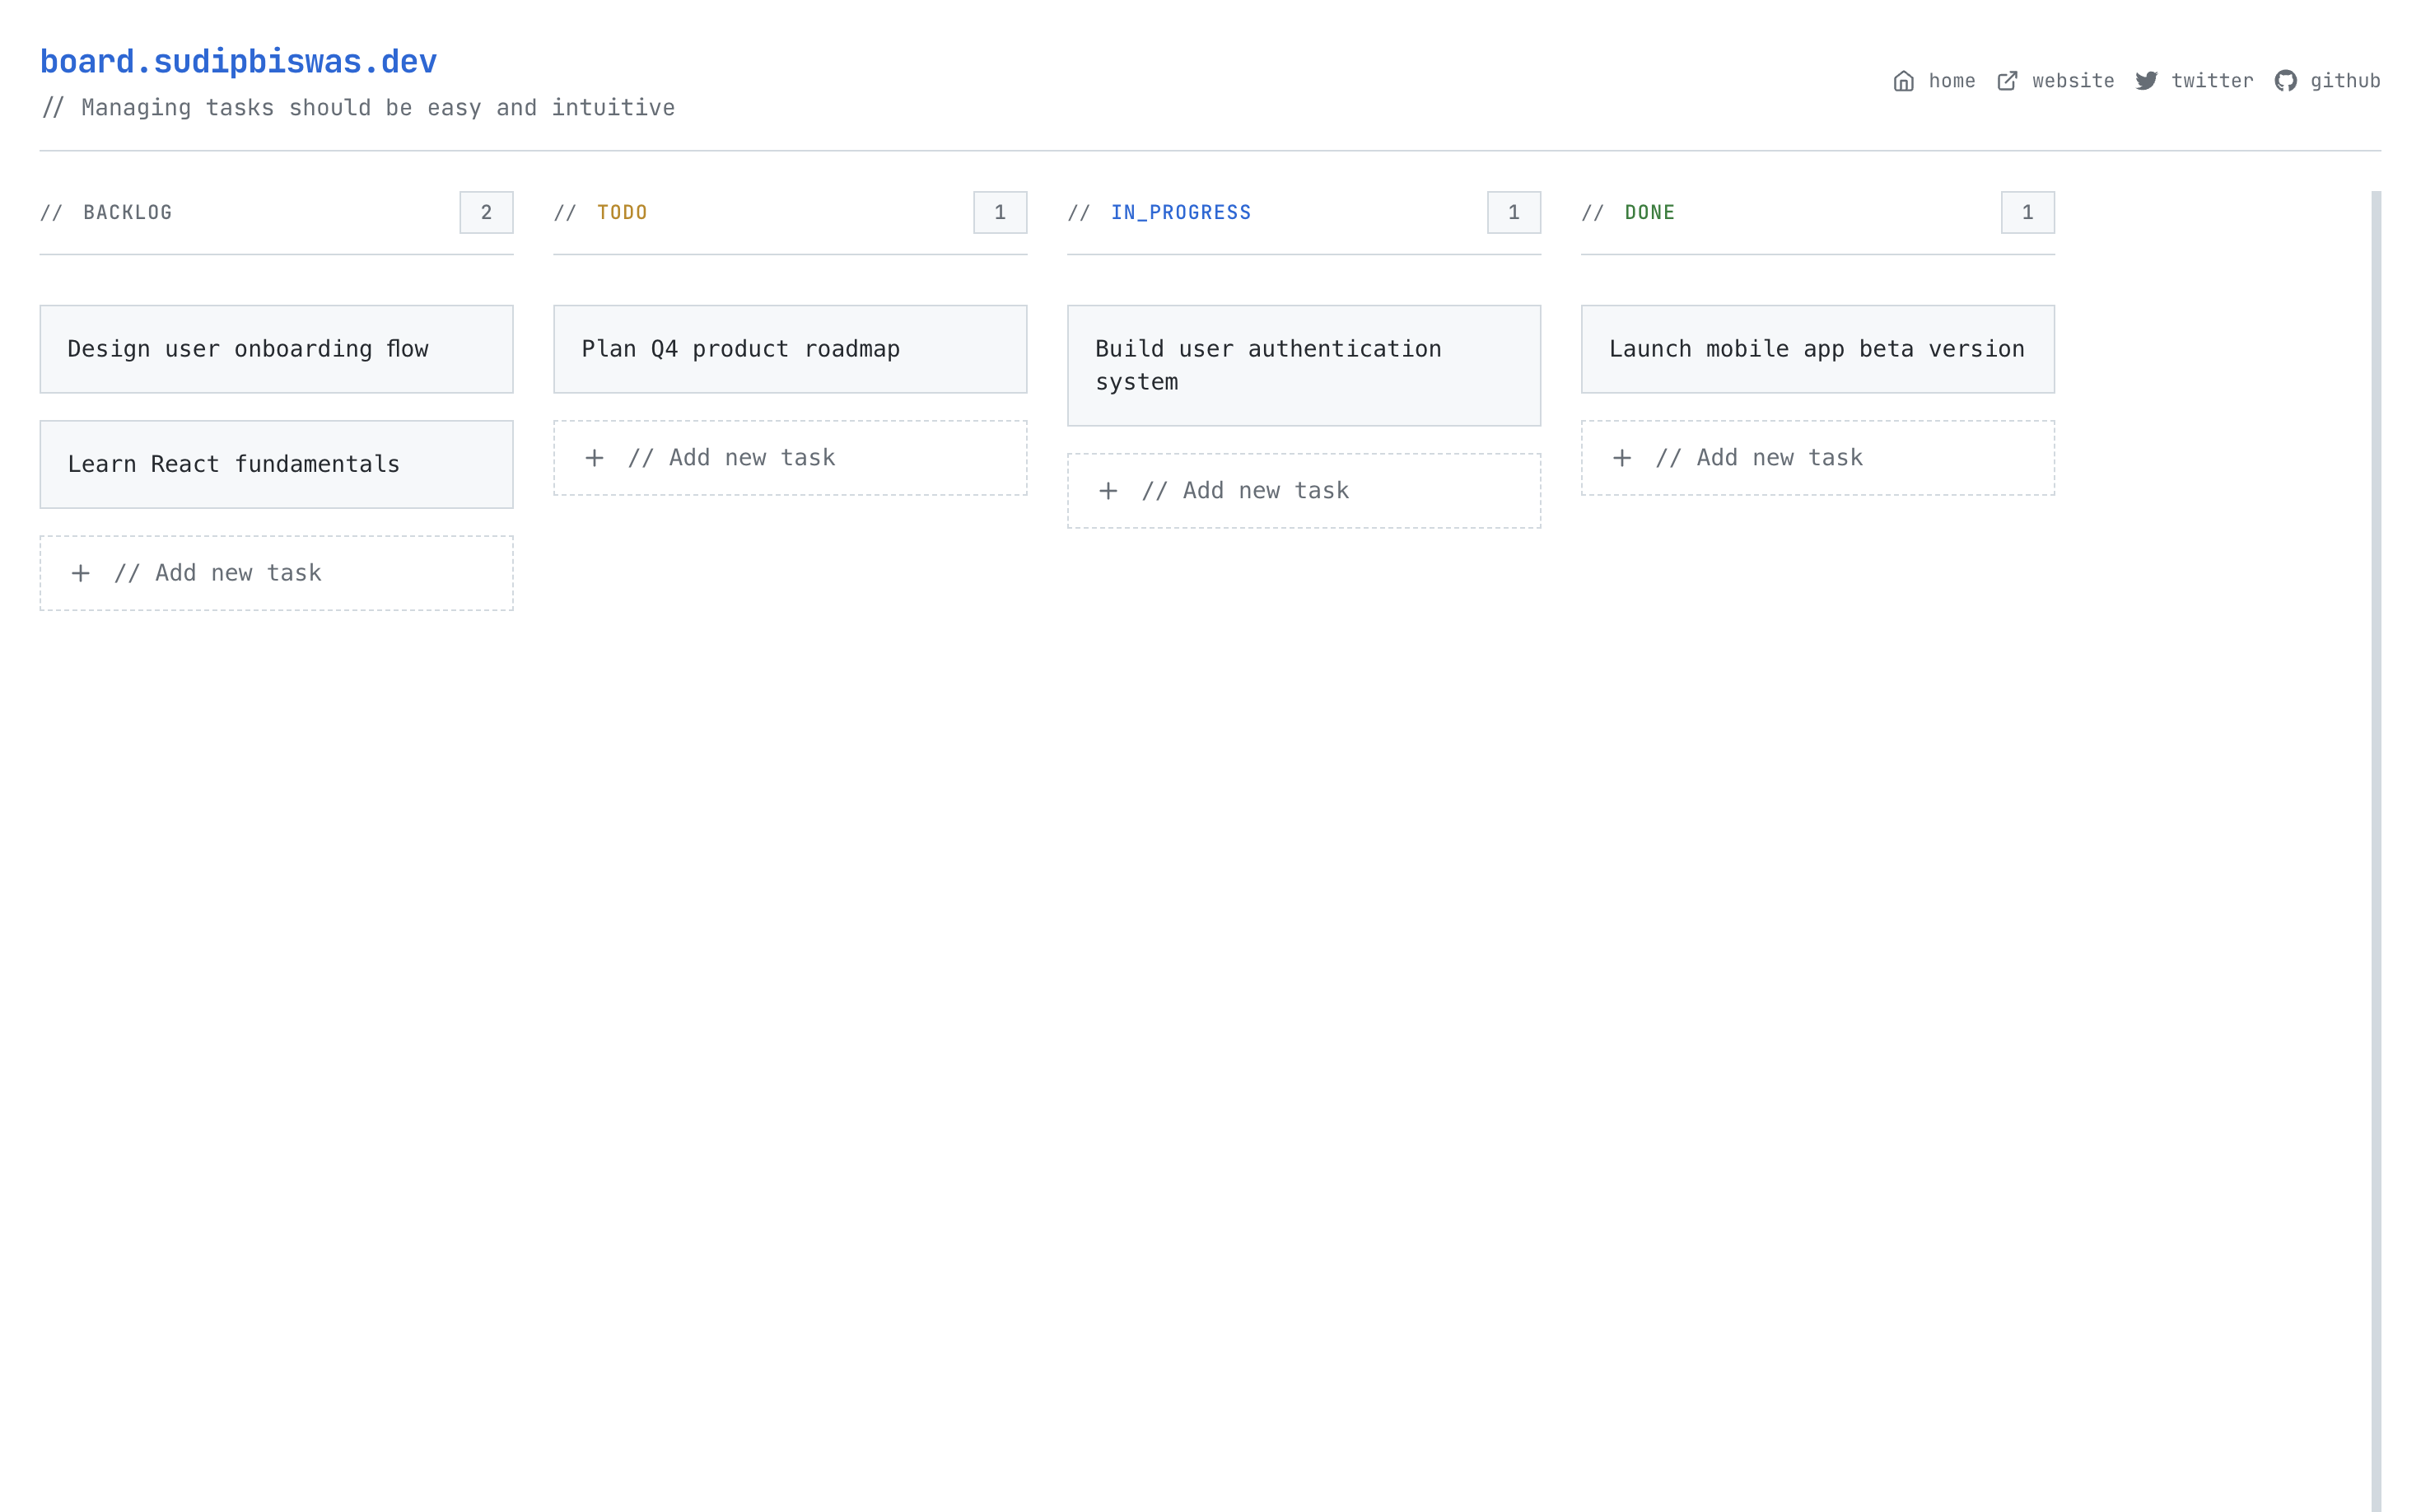 board.sudipbiswas.dev
// Managing tasks should be easy and intuitive
home
website
twitter
github
// BACKLOG
2
Design user onboarding flow
Learn React fundamentals
+ // Add new task
// TODO
1
Plan Q4 product roadmap
+ // Add new task
// IN_PROGRESS
1
Build user authentication
system
+ // Add new task
// DONE
1
Launch mobile app beta version
+ // Add new task